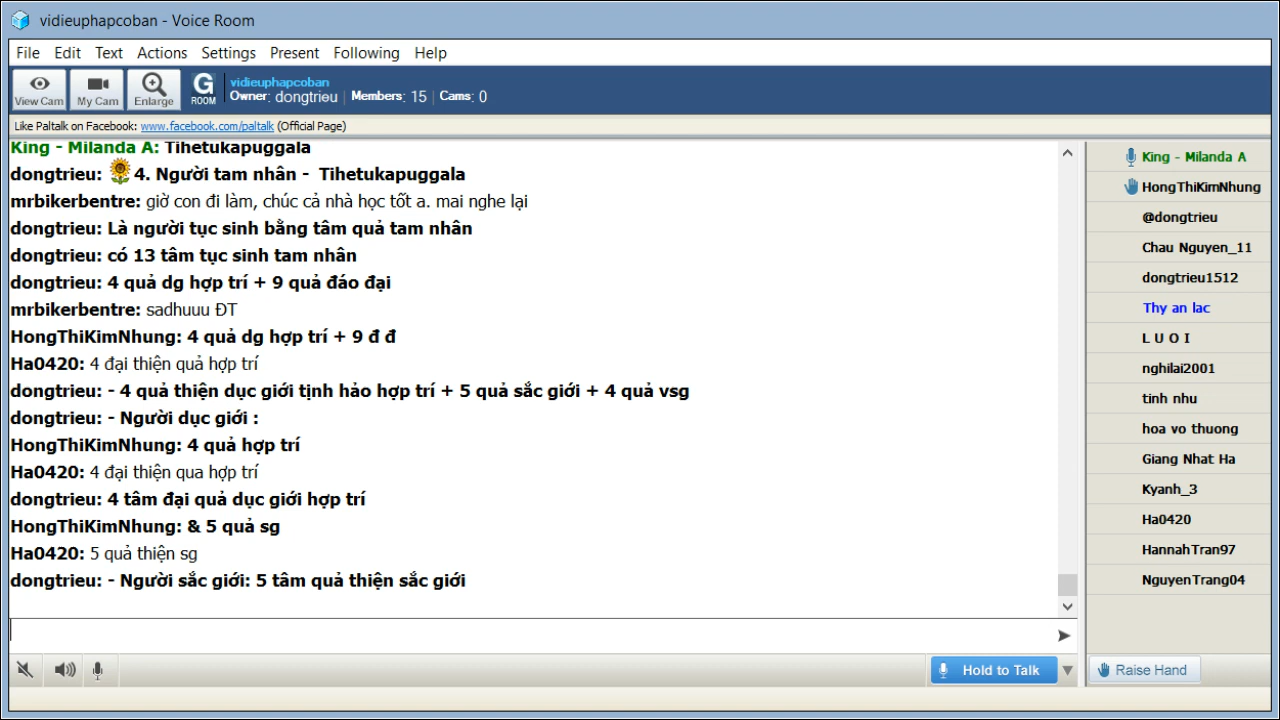 vidieuphapcoban - Voice Room
File Edit Text Actions Settings Present Following Help
View Cam My Cam Enlarge G ROOM
vidieuphapcoban
Owner: dongtrieu | Members: 15 | Cams: 0
Like Paltalk on Facebook: www.facebook.com/paltalk (Official Page)
King - Milanda A: Tihetukapuggala
dongtrieu: 4. Người tam nhân - Tihetukapuggala
mrbikerbentre: giờ con đi làm, chúc cả nhà học tốt a. mai nghe lại
dongtrieu: Là người tục sinh bằng tâm quả tam nhân
dongtrieu: có 13 tâm tục sinh tam nhân
dongtrieu: 4 quả dg hợp trí + 9 quả đáo đại
mrbikerbentre: sadhuuu ĐT
HongThiKimNhung: 4 quả dg hợp trí + 9 đ đ
Ha0420: 4 đại thiện quả hợp trí
dongtrieu: - 4 quả thiện dục giới tịnh hảo hợp trí + 5 quả sắc giới + 4 quả vsg
dongtrieu: - Người dục giới :
HongThiKimNhung: 4 quả hợp trí
Ha0420: 4 đại thiện qua hợp trí
dongtrieu: 4 tâm đại quả dục giới hợp trí
HongThiKimNhung: & 5 quả sg
Ha0420: 5 quả thiện sg
dongtrieu: - Người sắc giới: 5 tâm quả thiện sắc giới
King - Milanda A
HongThiKimNhung
@dongtrieu
Chau Nguyen_11
dongtrieu1512
Thy an lac
L U O I
nghilai2001
tinh nhu
hoa vo thuong
Giang Nhat Ha
Kyanh_3
Ha0420
HannahTran97
NguyenTrang04
Hold to Talk
Raise Hand